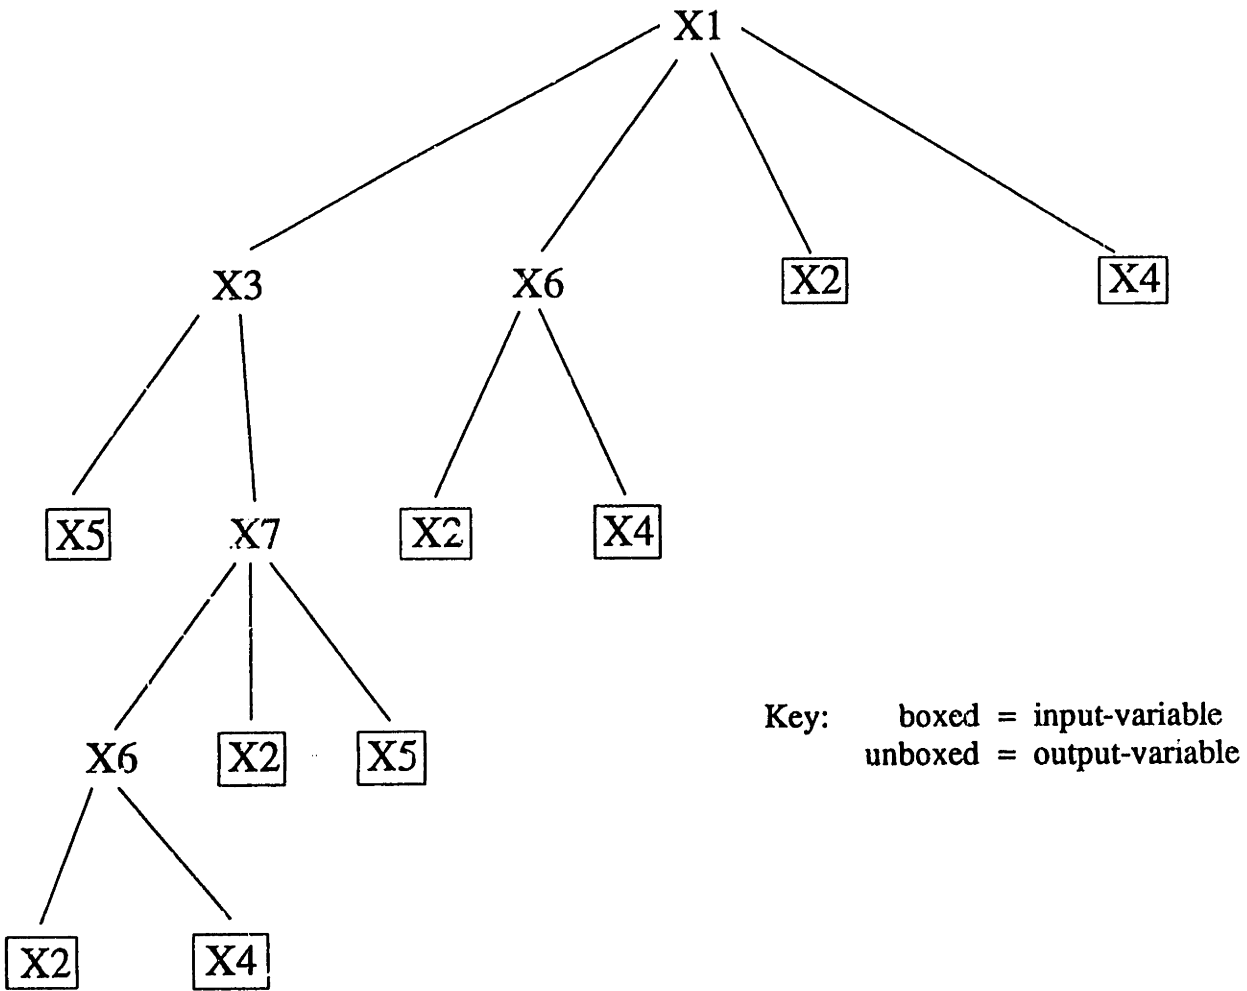 X1
X3 X6 X2 X4
X5 X7 X2 X4
Key: boxed = input-variable
unboxed = output-variable
X6 X2 X5
X2 X4